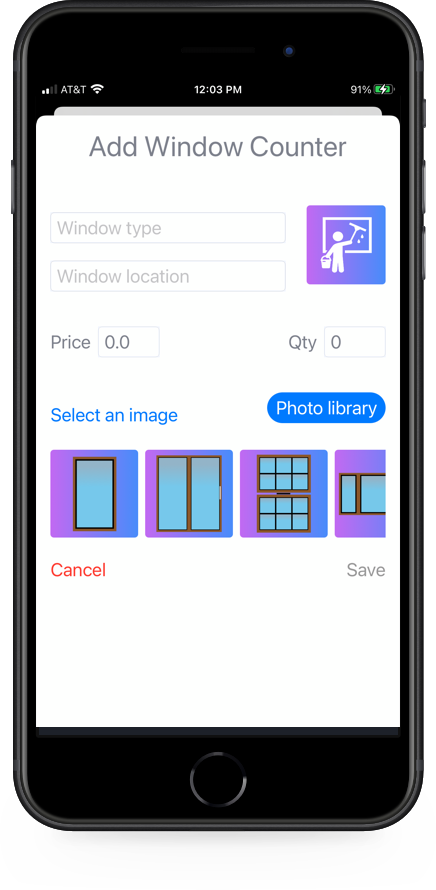 AT&T 12:03 PM 91%
Add Window Counter
Window type
Window location
Price 0.0 Qty 0
Select an image Photo library
Cancel Save